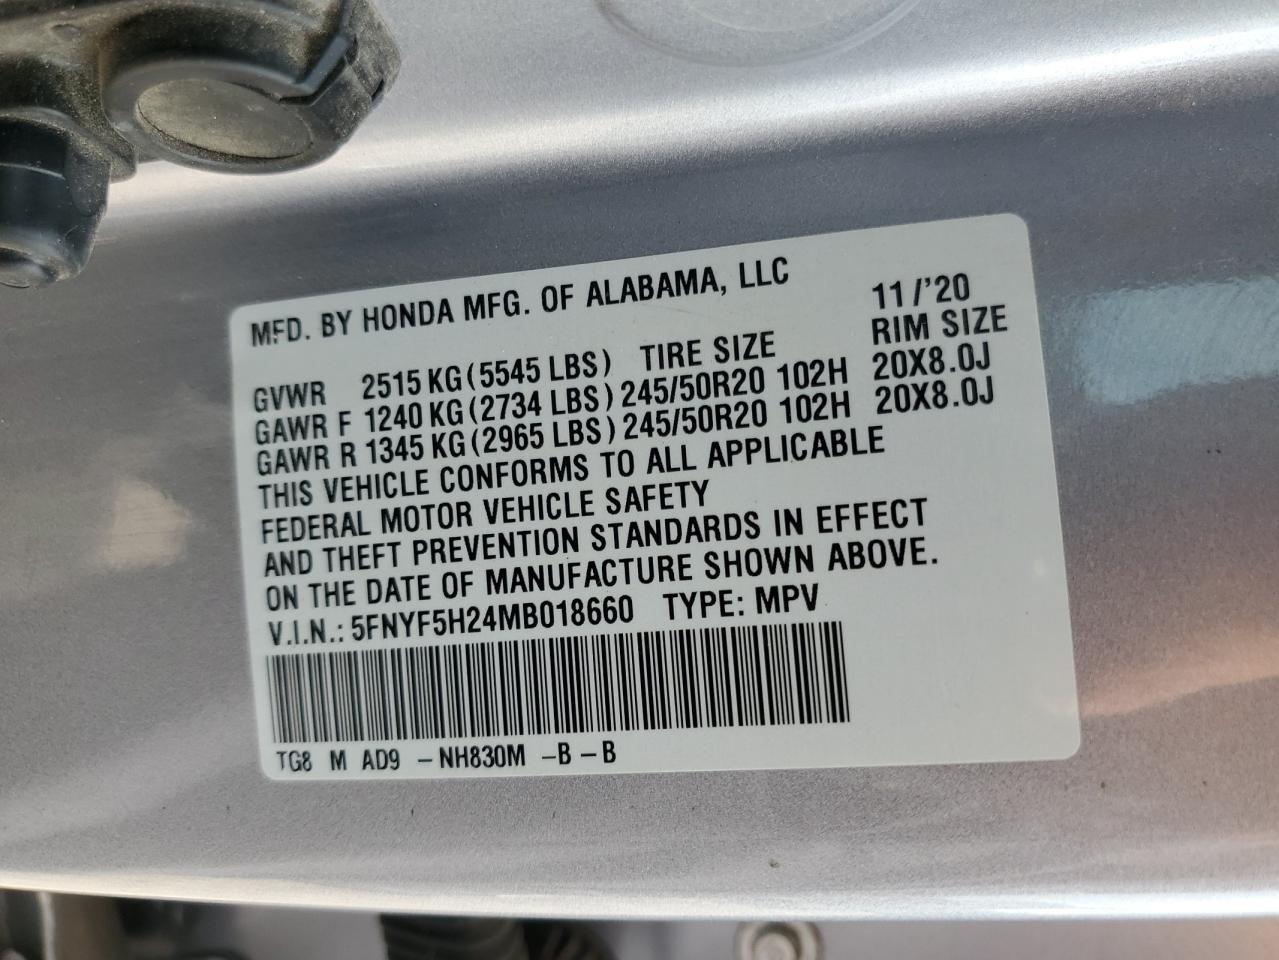 MFD. BY HONDA MFG. OF ALABAMA, LLC 11/'20
GVWR 2515 KG (5545 LBS) TIRE SIZE RIM SIZE
GAWR F 1240 KG (2734 LBS) 245/50R20 102H 20X8.0J
GAWR R 1345 KG (2965 LBS) 245/50R20 102H 20X8.0J
THIS VEHICLE CONFORMS TO ALL APPLICABLE
FEDERAL MOTOR VEHICLE SAFETY
AND THEFT PREVENTION STANDARDS IN EFFECT
ON THE DATE OF MANUFACTURE SHOWN ABOVE.
V.I.N.: 5FNYF5H24MB018660 TYPE: MPV
TG8 M AD9 –NH830M –B–B